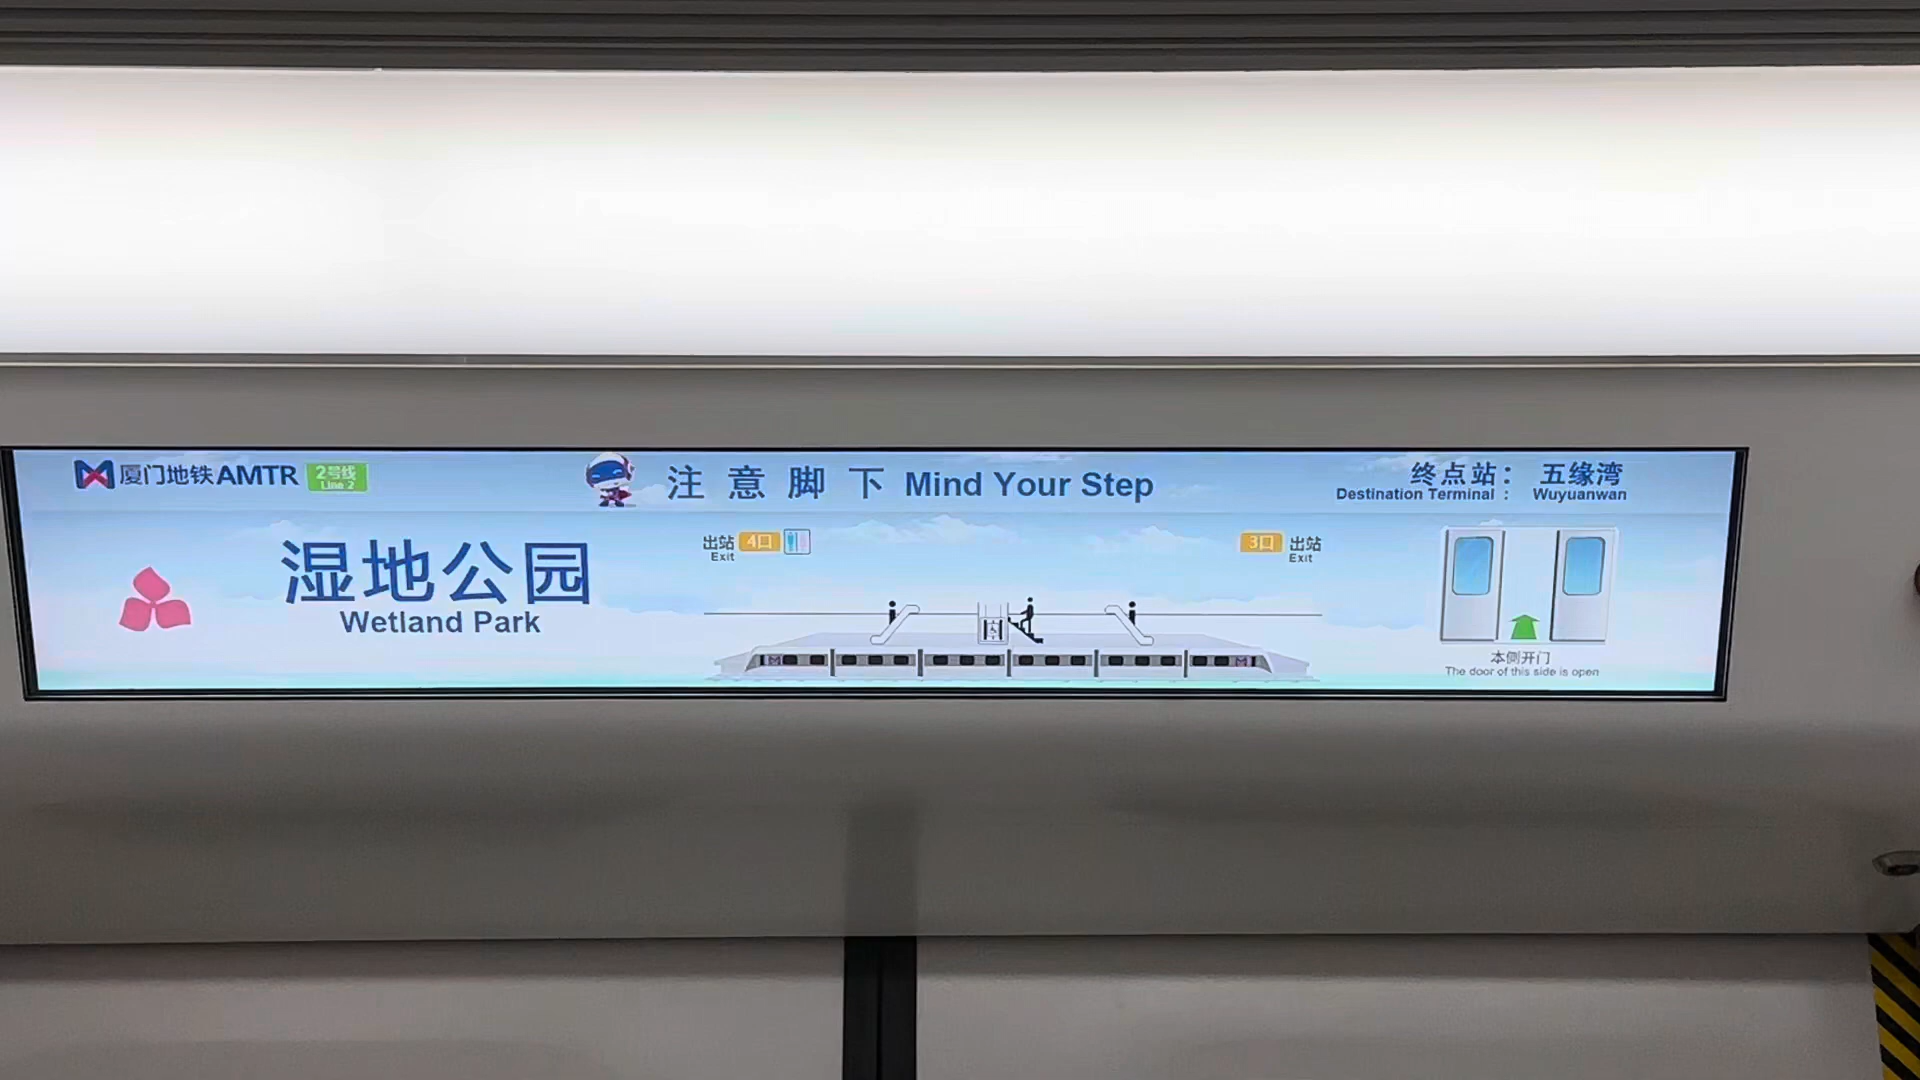 厦门地铁AMTR
2号线
Line 2
注意脚下 Mind Your Step
终点站： 五缘湾
Destination Terminal : Wuyuanwan
湿地公园
Wetland Park
出站 4口
Exit
3口 出站
Exit
本侧开门
The door of this side is open